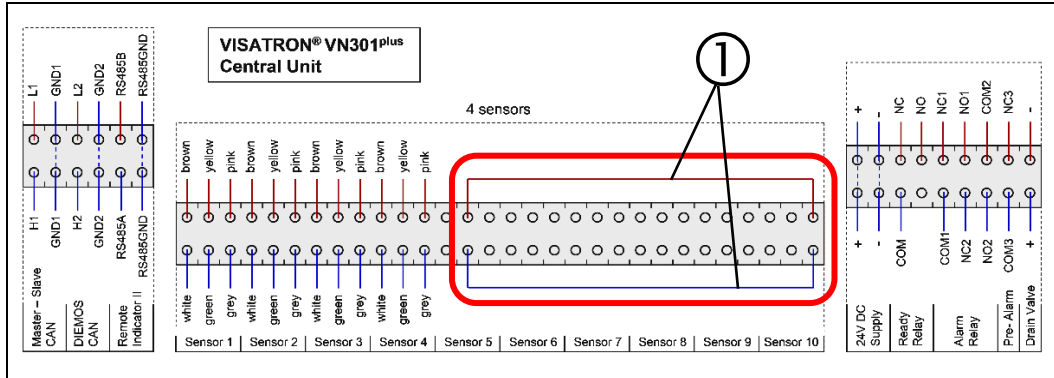 VISATRON® VN301plus
Central Unit
①
4 sensors
L1 GND1 L2 GND2 RS485B RS485GND
H1 GND1 H2 GND2 RS485A RS485GND
Master – Slave CAN
DIEMOS CAN
Remote Indicator II
brown yellow pink brown yellow pink brown yellow pink brown yellow pink
white green grey white green grey white green grey white green grey
Sensor 1 Sensor 2 Sensor 3 Sensor 4 Sensor 5 Sensor 6 Sensor 7 Sensor 8 Sensor 9 Sensor 10
+ - NC NO NC1 NO1 COM2 NC3 -
+ - COM COM1 NC2 NO2 COM3 +
24V DC Supply
Ready Relay
Alarm Relay
Pre- Alarm
Drain Valve